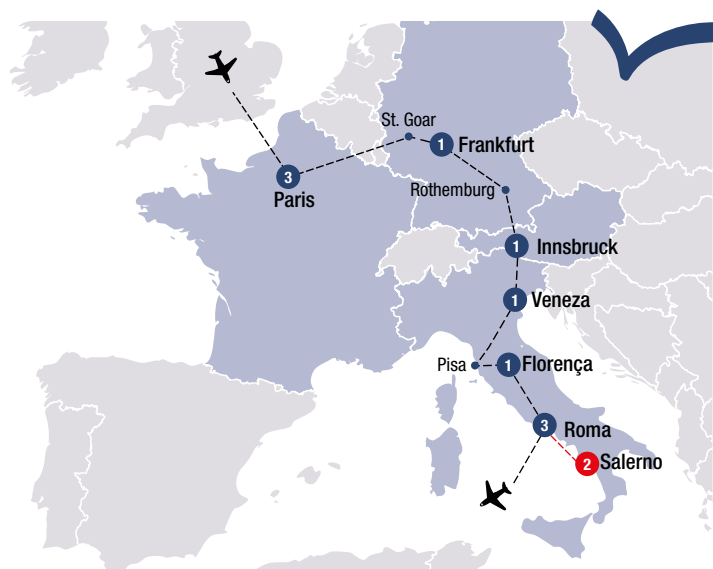 St. Goar
1 Frankfurt
3
Paris
Rothemburg
1 Innsbruck
1 Veneza
Pisa 1 Florença
3 Roma
2 Salerno